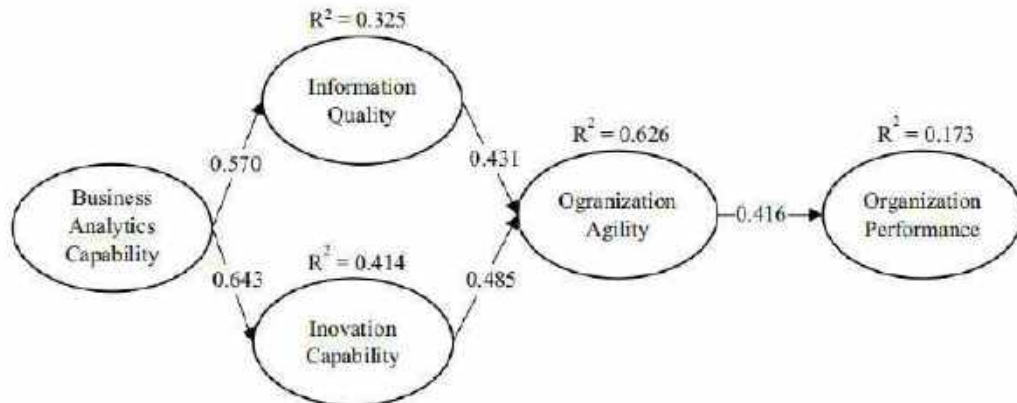 R² = 0.325
Information
Quality
R² = 0.626
R² = 0.173
0.570
0.431
Business
Analytics
Capability
Ogranization
Agility
0.416
Organization
Performance
R² = 0.414
0.643
0.485
Inovation
Capability